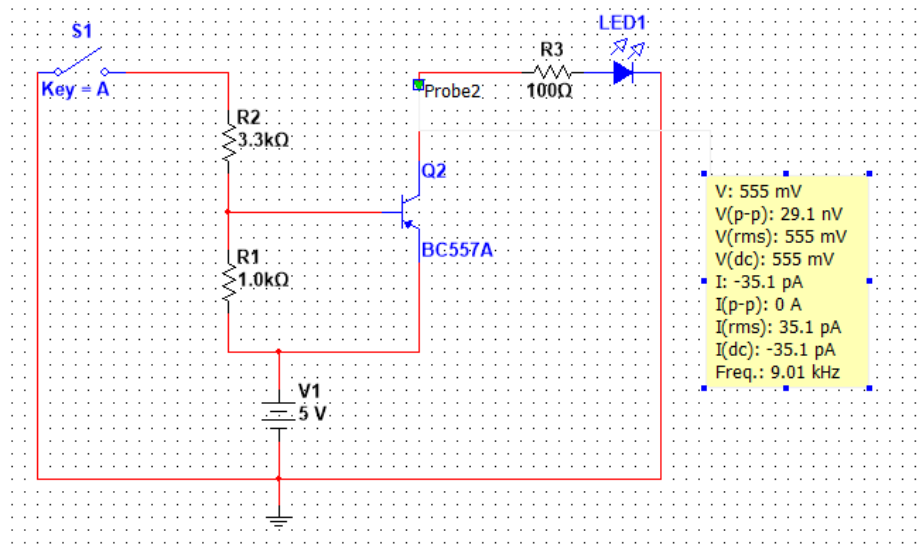 S1
Key = A
R2
3.3kΩ
R1
1.0kΩ
V1
5 V
Probe2
Q2
BC557A
R3
100Ω
LED1
V: 555 mV
V(p-p): 29.1 nV
V(rms): 555 mV
V(dc): 555 mV
I: -35.1 pA
I(p-p): 0 A
I(rms): 35.1 pA
I(dc): -35.1 pA
Freq.: 9.01 kHz